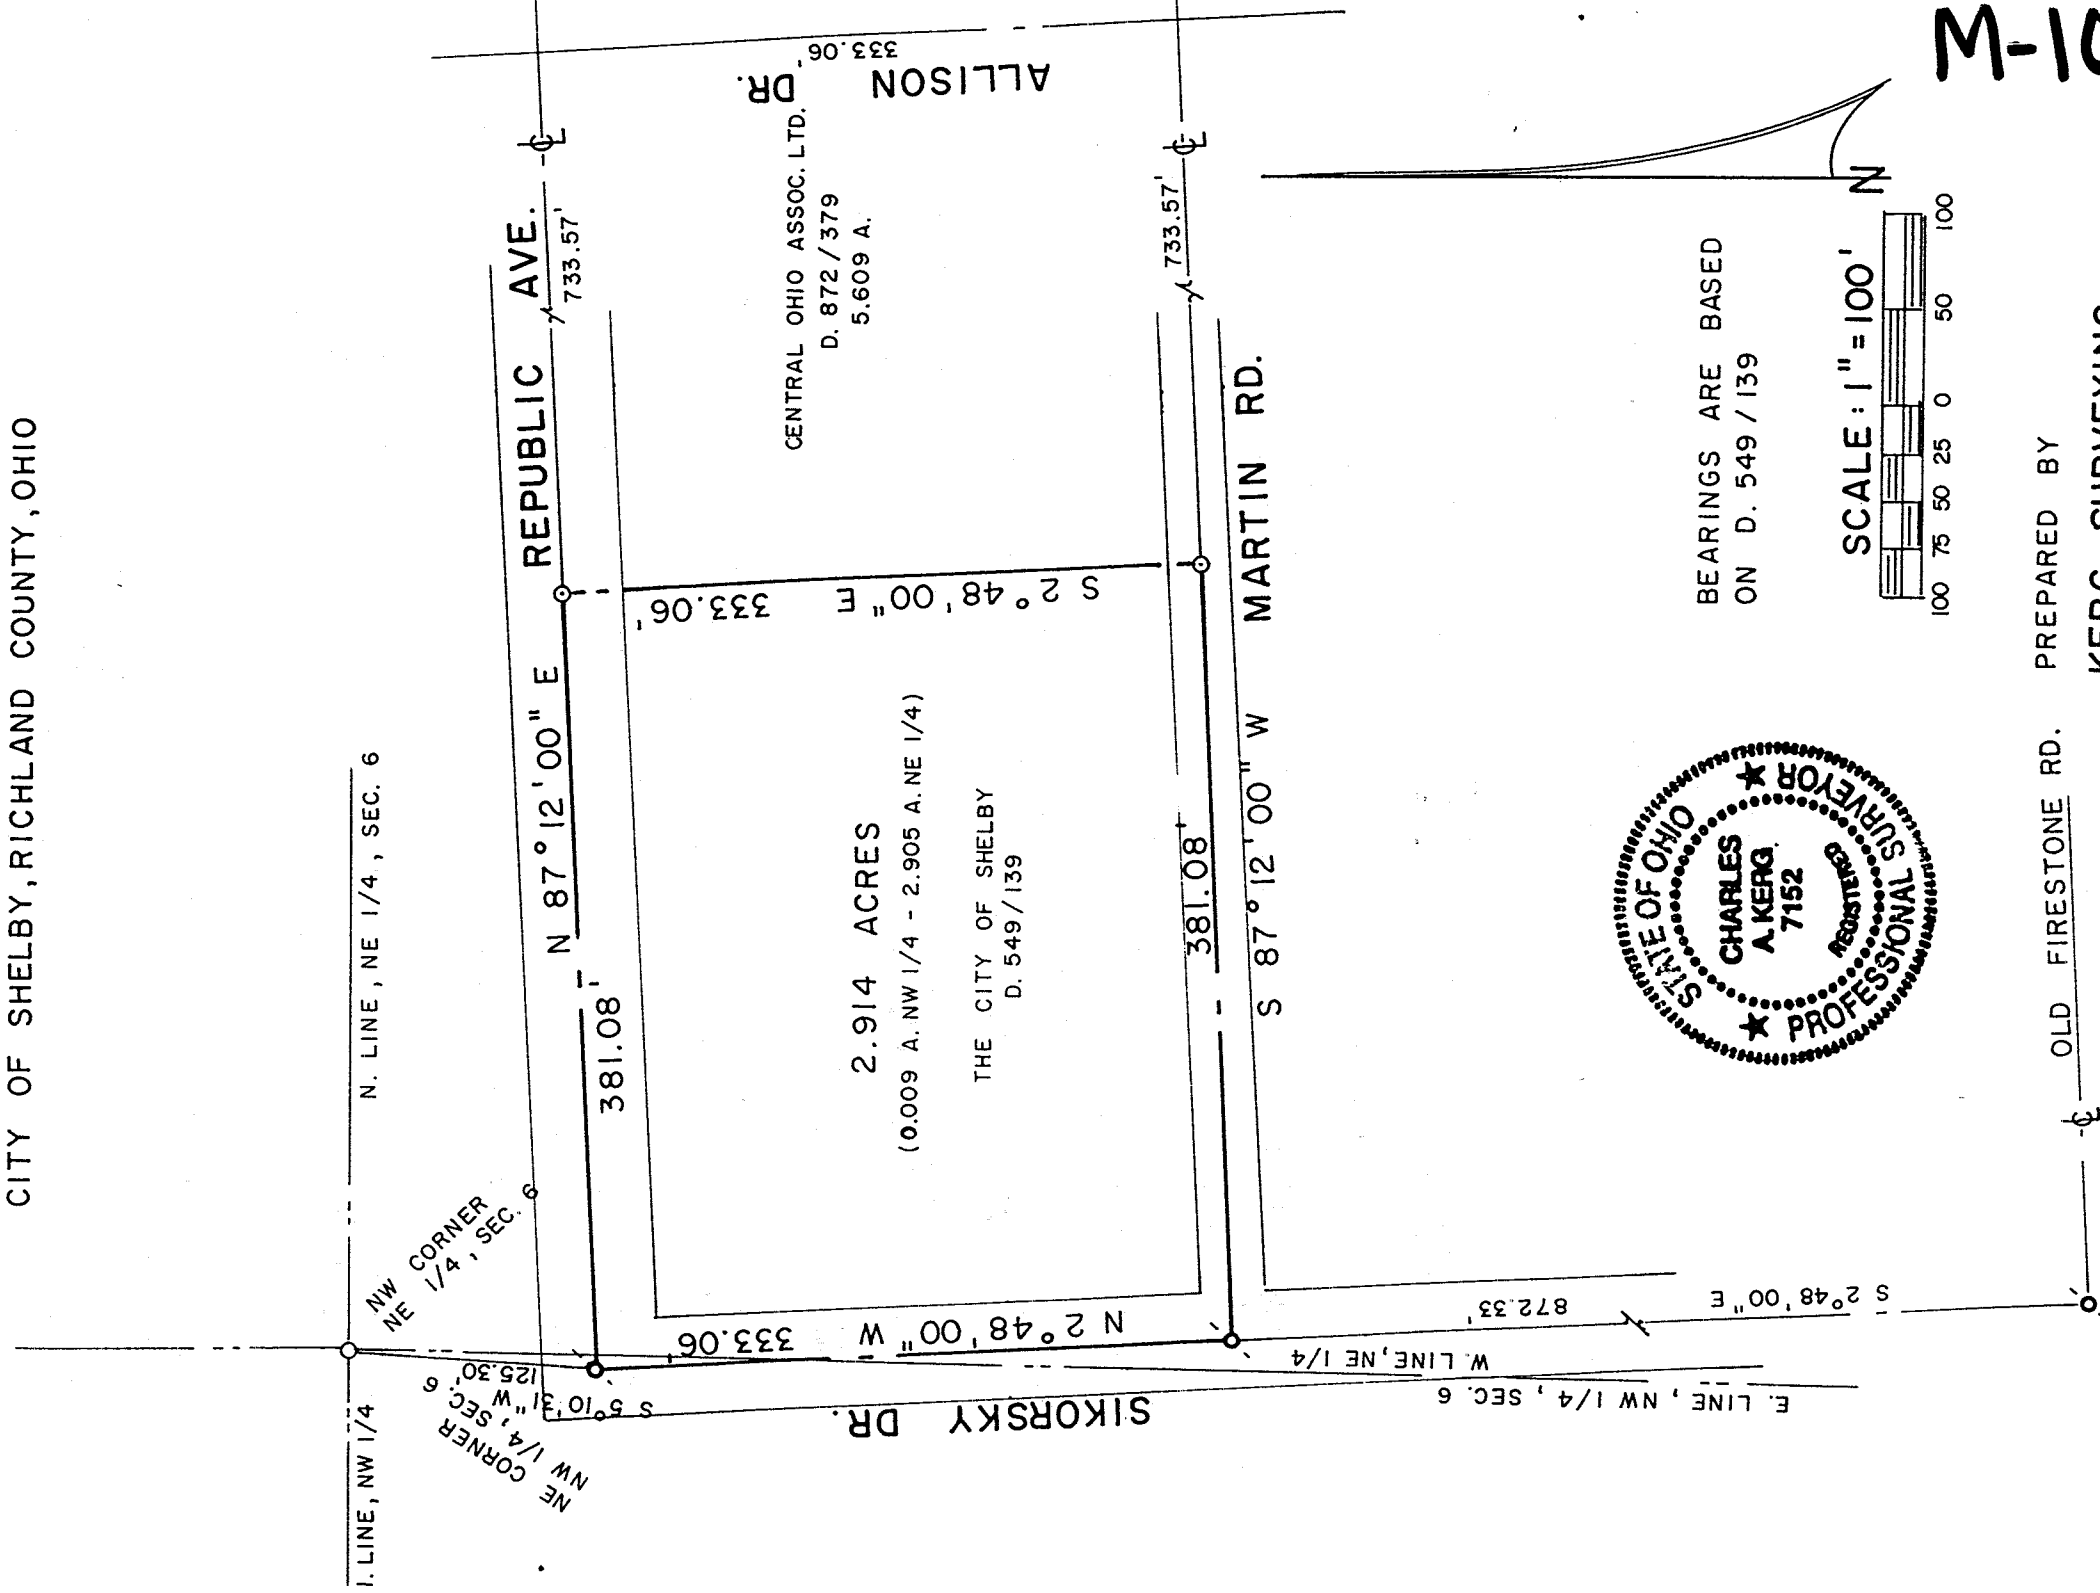 M-10
CITY OF SHELBY, RICHLAND COUNTY, OHIO
N. LINE, NE 1/4, SEC. 6
NW CORNER
NE 1/4, SEC. 6
LINE, NW 1/4
NE CORNER
NW 1/4, SEC. 6
S 5°10'31" W
125.30'
REPUBLIC AVE.
733.57'
N 87°12'00" E
381.08'
ALLISON DR.
333.06'
CENTRAL OHIO ASSOC. LTD.
D. 872/379
5.609 A.
S 2°48'00" E 333.06'
2.914 ACRES
(0.009 A. NW 1/4 - 2.905 A. NE 1/4)
THE CITY OF SHELBY
D. 549/139
N 2°48'00" W 333.06'
SIKORSKY DR.
733.57'
381.08'
S 87°12'00" W
MARTIN RD.
W. LINE, NE 1/4
E. LINE, NW 1/4, SEC. 6
872.33'
S 2°48'00" E
N
BEARINGS ARE BASED
ON D. 549/139
SCALE: 1"=100'
100 75 50 25 0 50 100
STATE OF OHIO
CHARLES
A. KERG
7152
REGISTERED
PROFESSIONAL SURVEYOR
OLD FIRESTONE RD.
PREPARED BY
KERG SURVEYING